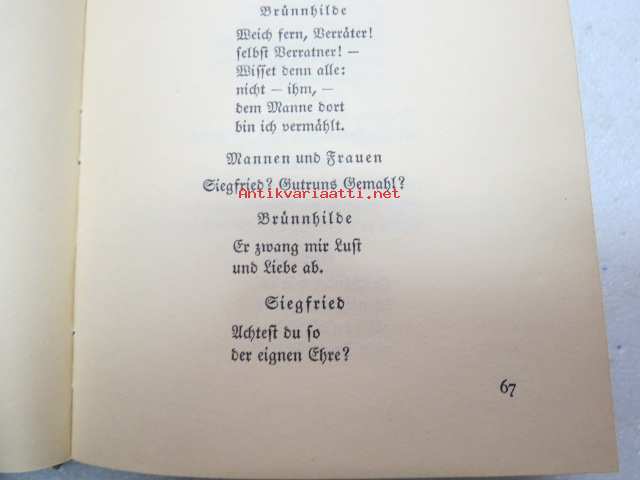 Brünnhilde
Weich fern, Verräter!
selbst Verratner! —
Wisset denn alle:
nicht — ihm, —
dem Manne dort
bin ich vermählt.
Mannen und Frauen
Siegfried? Gutruns Gemahl?
Antikvariaatti.net
Brünnhilde
Er zwang mir Lust
und Liebe ab.
Siegfried
Achtest du so
der eignen Ehre?
67